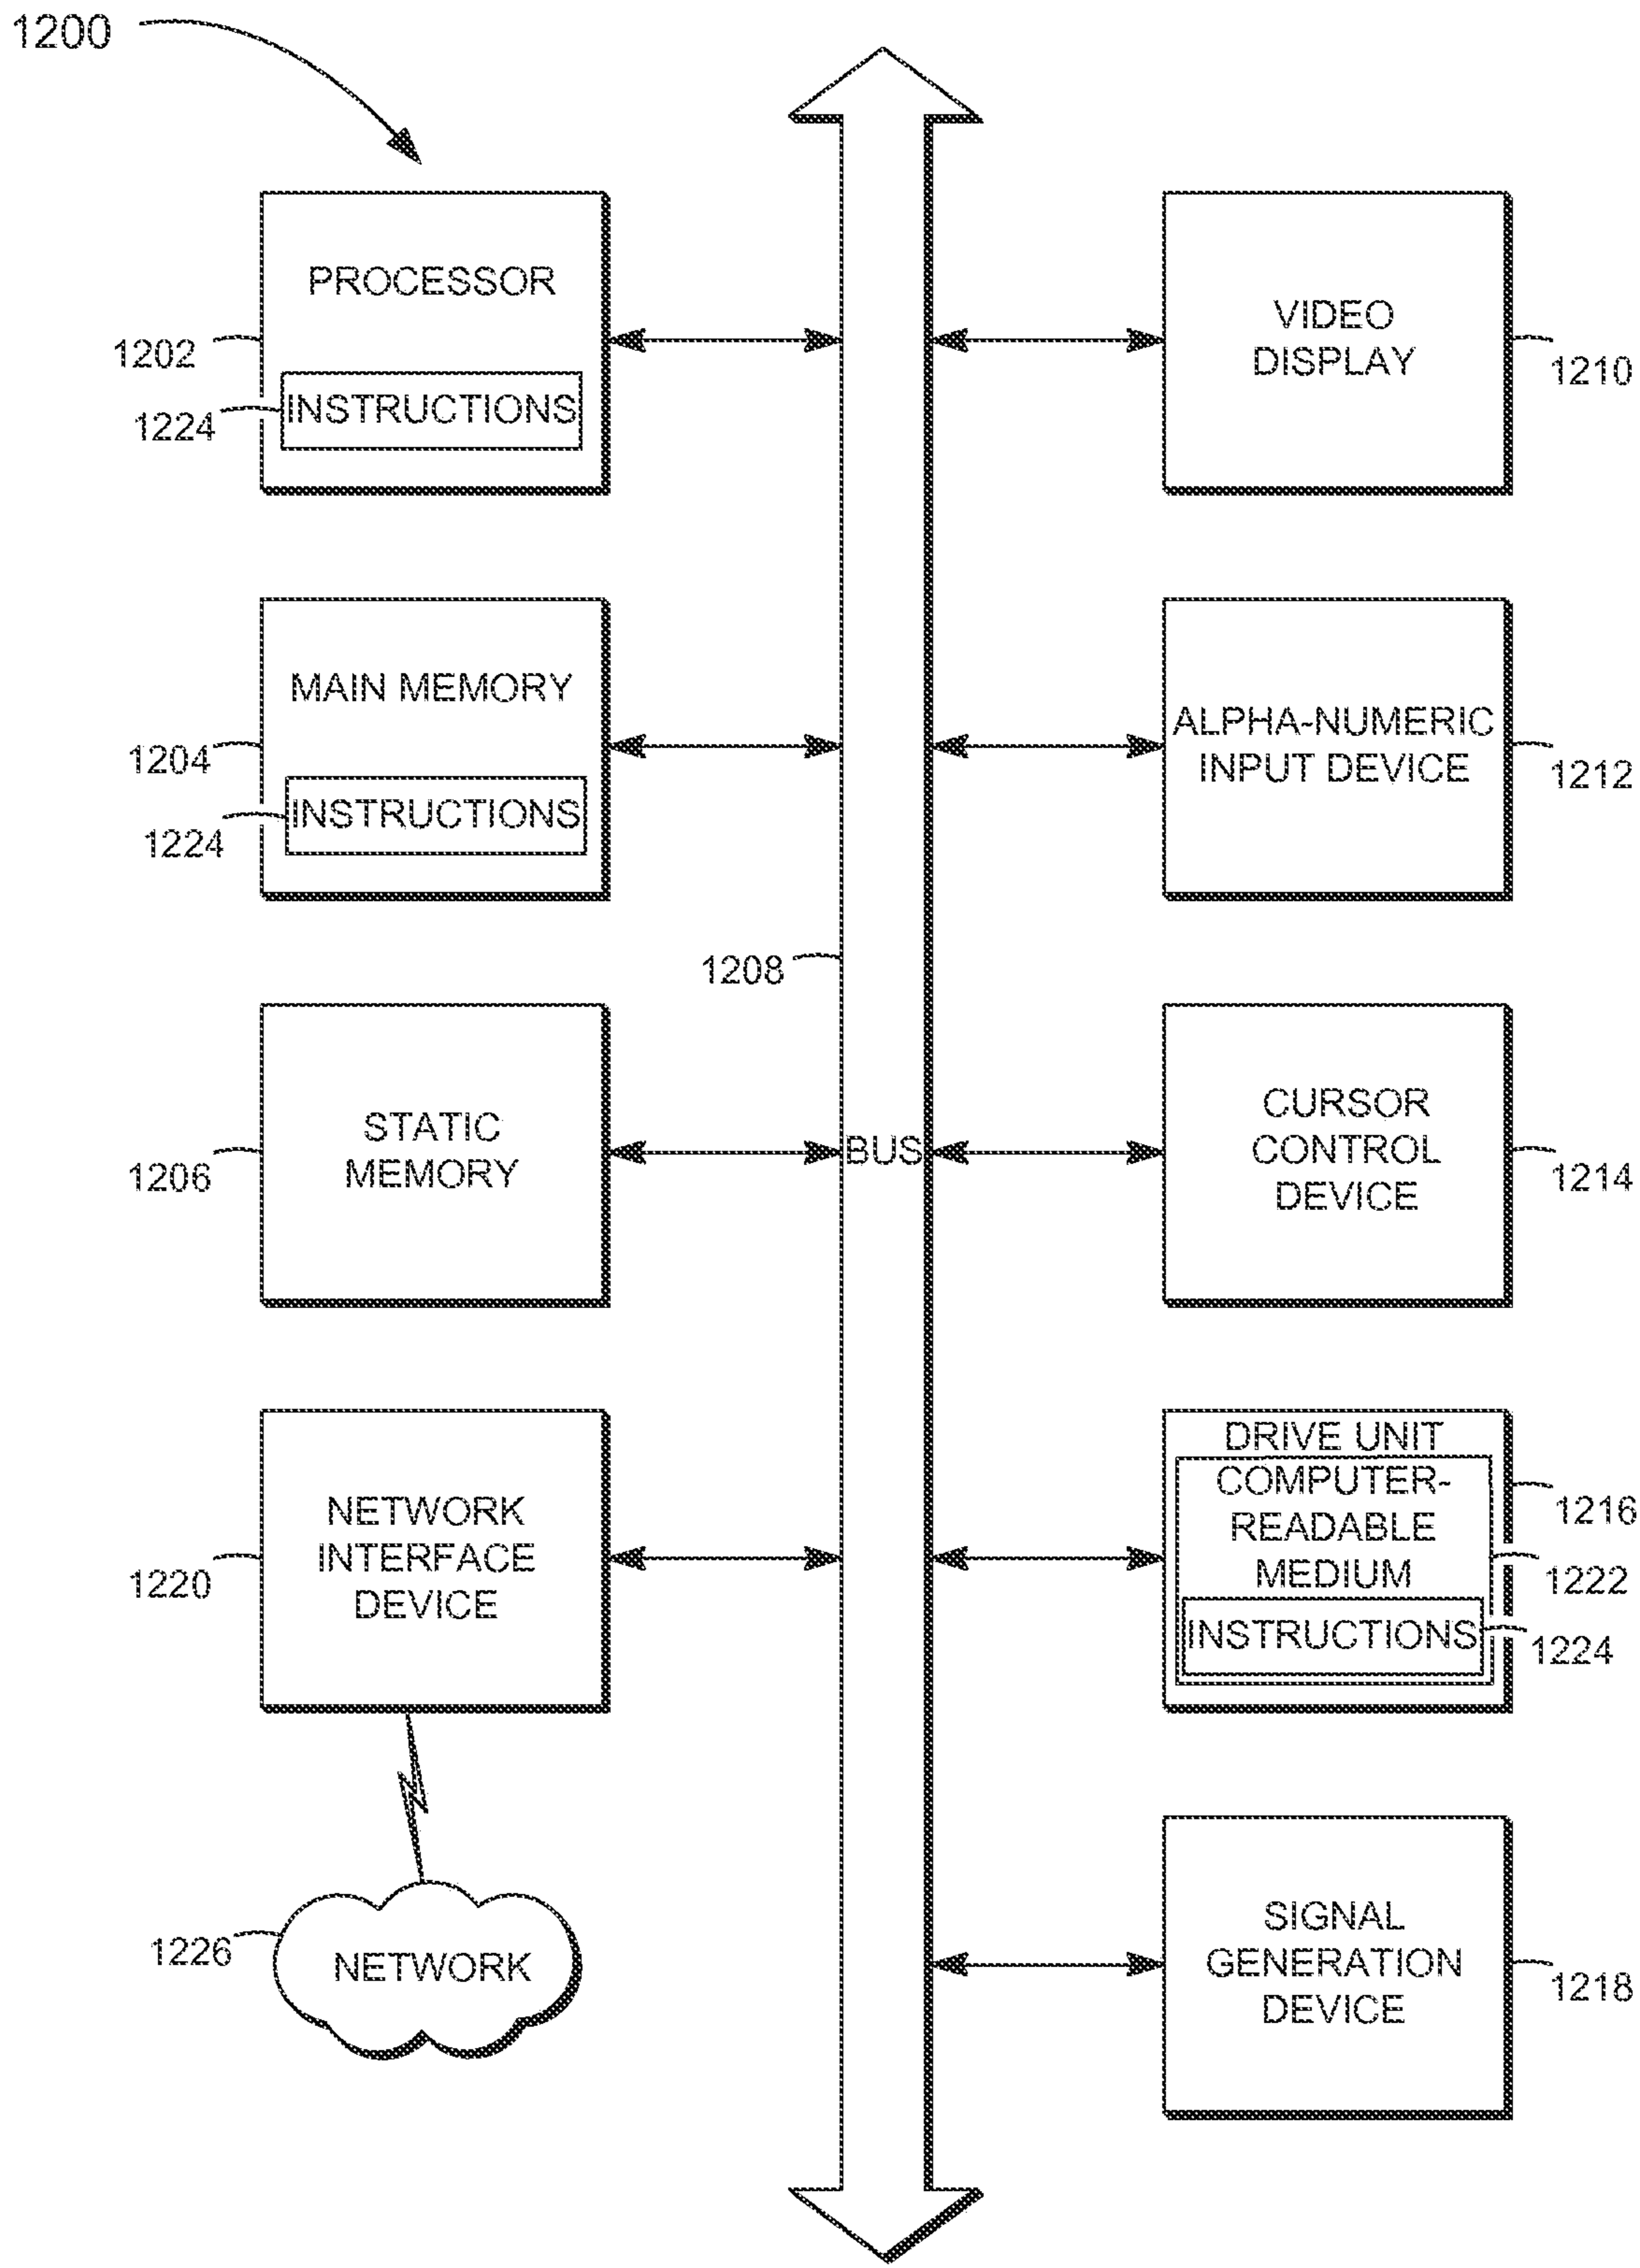 1200
PROCESSOR
1202
INSTRUCTIONS
1224
MAIN MEMORY
1204
INSTRUCTIONS
1224
1208
STATIC
MEMORY
1206
BUS
NETWORK
INTERFACE
DEVICE
1220
1226
NETWORK
VIDEO
DISPLAY
1210
ALPHA-NUMERIC
INPUT DEVICE
1212
CURSOR
CONTROL
DEVICE
1214
DRIVE UNIT
COMPUTER-
READABLE
MEDIUM
1216
1222
INSTRUCTIONS
1224
SIGNAL
GENERATION
DEVICE
1218